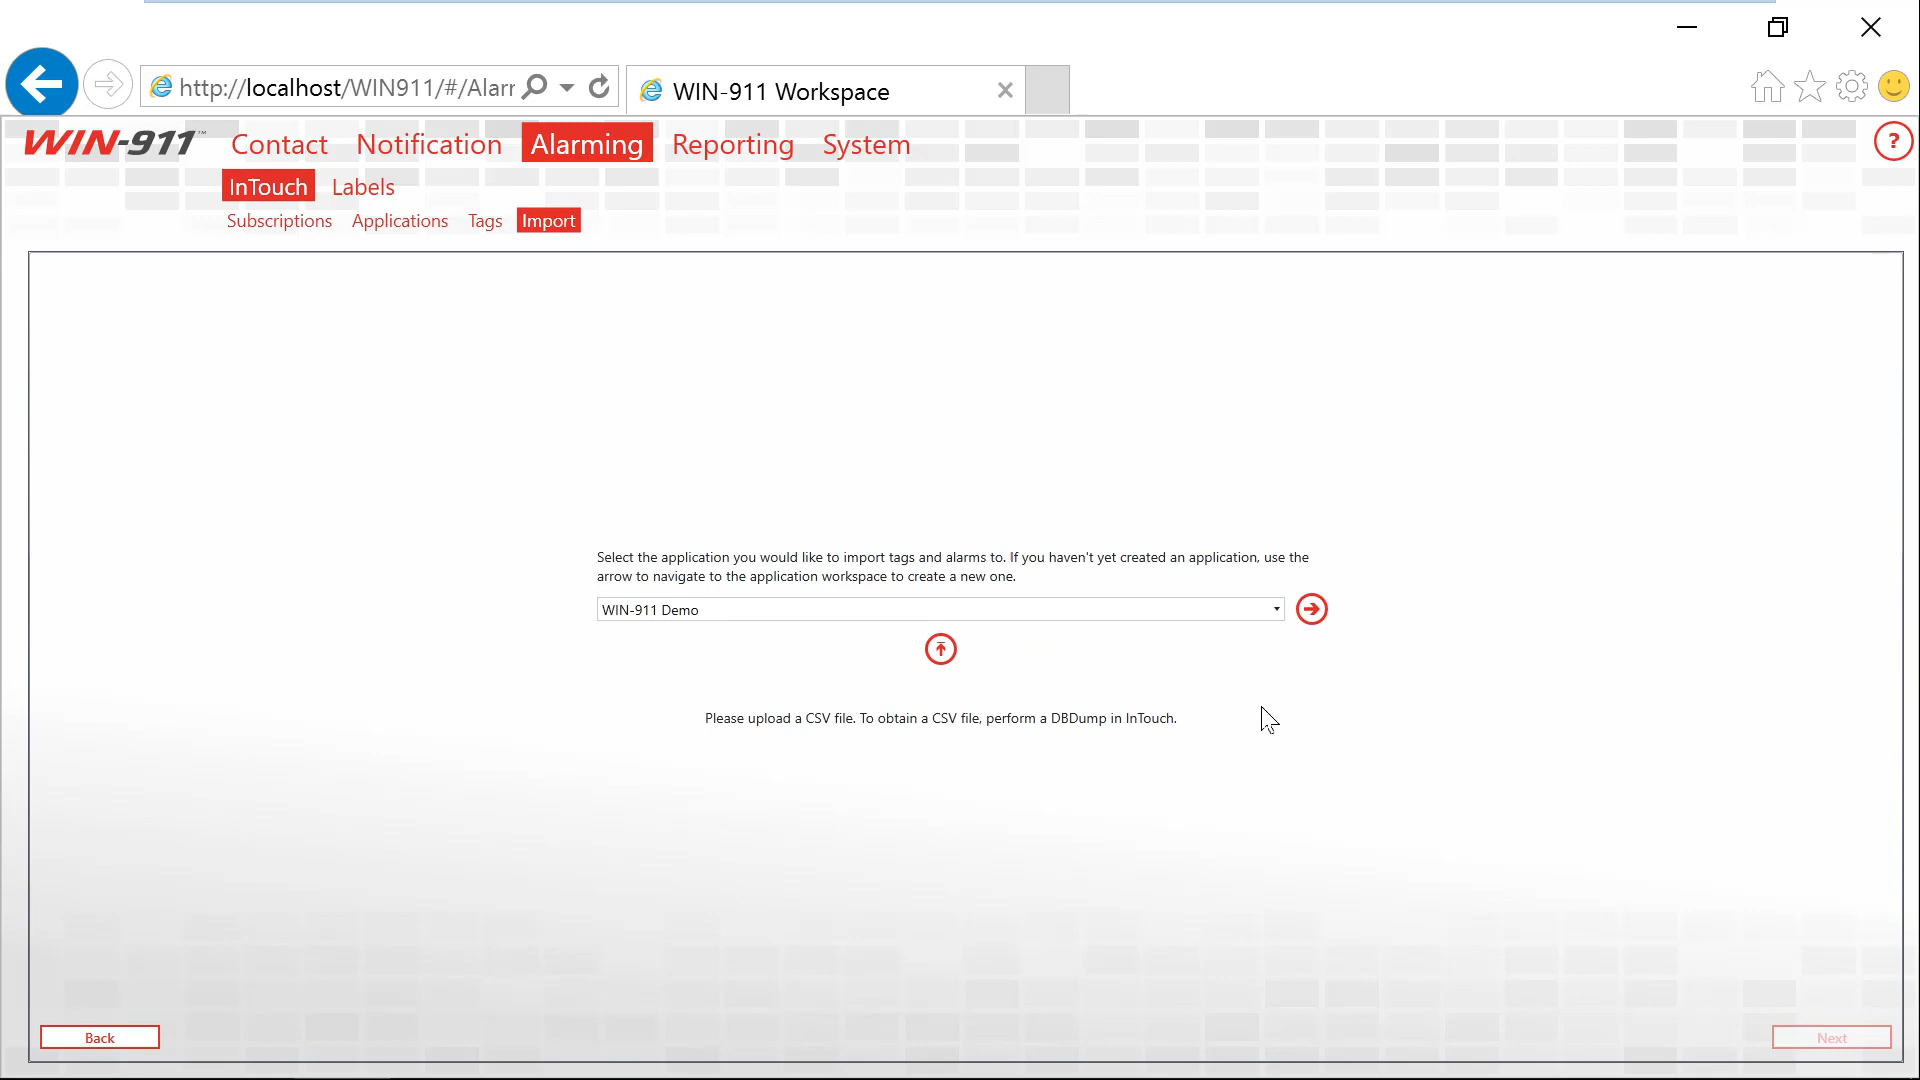 http://localhost/WIN911/#/Alarr
WIN-911 Workspace
WIN-911™
Contact Notification Alarming Reporting System
?
InTouch Labels
Subscriptions Applications Tags Import
Select the application you would like to import tags and alarms to. If you haven't yet created an application, use the
arrow to navigate to the application workspace to create a new one.
WIN-911 Demo
Please upload a CSV file. To obtain a CSV file, perform a DBDump in InTouch.
Back
Next